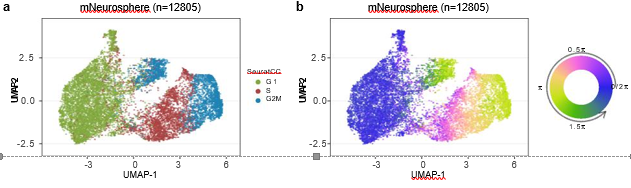 a
mNeurosphere (n=12805)
UMAP2
2.5
0.0
-2.5
-3
0
3
6
UMAP-1
SeuratCC
G 1
S
G2M
b
mNeurosphere (n=12805)
UMAP2
2.5
0.0
-2.5
-3
0
3
6
UMAP-1
0.5π
π
0/2π
1.5π